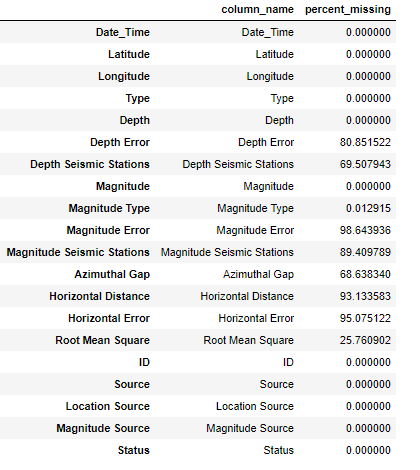 column_name percent_missing
Date_Time Date_Time 0.000000
Latitude Latitude 0.000000
Longitude Longitude 0.000000
Type Type 0.000000
Depth Depth 0.000000
Depth Error Depth Error 80.851522
Depth Seismic Stations Depth Seismic Stations 69.507943
Magnitude Magnitude 0.000000
Magnitude Type Magnitude Type 0.012915
Magnitude Error Magnitude Error 98.643936
Magnitude Seismic Stations Magnitude Seismic Stations 89.409789
Azimuthal Gap Azimuthal Gap 68.638340
Horizontal Distance Horizontal Distance 93.133583
Horizontal Error Horizontal Error 95.075122
Root Mean Square Root Mean Square 25.760902
ID ID 0.000000
Source Source 0.000000
Location Source Location Source 0.000000
Magnitude Source Magnitude Source 0.000000
Status Status 0.000000